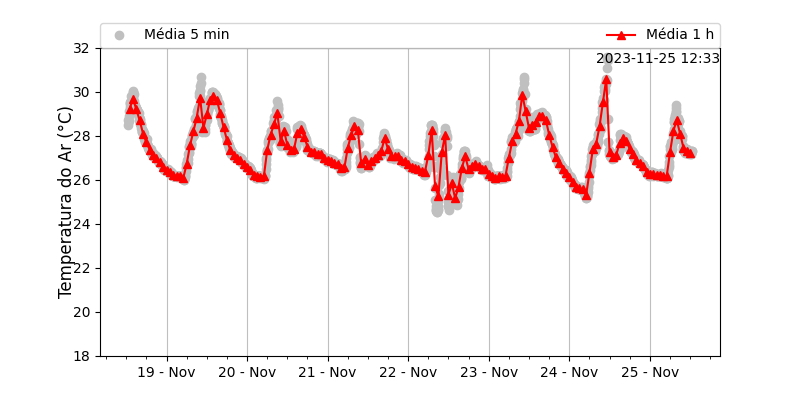 Média 5 min
Média 1 h
2023-11-25 12:33
Temperatura do Ar (°C)
32
30
28
26
24
22
20
18
19 - Nov
20 - Nov
21 - Nov
22 - Nov
23 - Nov
24 - Nov
25 - Nov